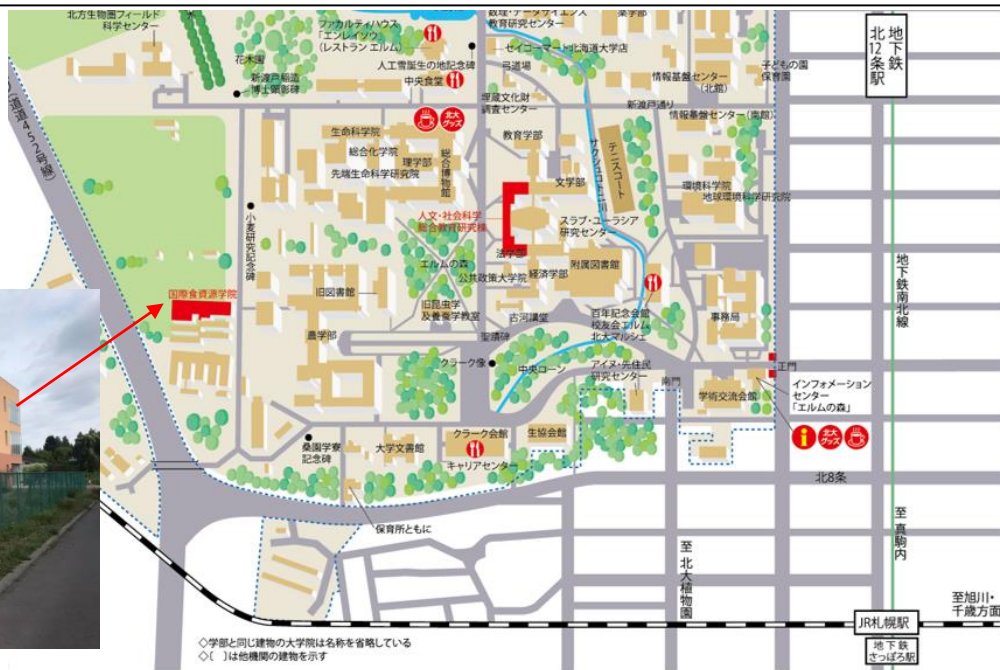 北方生物圏フィールド
科学センター
ファカルティハウス
「エンレイソウ」
(レストラン エルム)
教育研究センター
薬学部
地下鉄
北12条駅
花木園
人工雪誕生の地記念碑
セイコーマート北海道大学店
弓道場
子どもの園
保育園
新渡戸稲造
博士顕彰碑
中央食堂
情報基盤センター
(北館)
埋蔵文化財
調査センター
新渡戸通り
情報基盤センター(南館)
道道452号線)
北大
グッズ
生命科学院
総合化学院
理学部
先端生命科学研究院
総合博物館
教育学部
サクシュコトニ川
テニスコート
文学部
環境科学院
地球環境科学研究院
小麦研究記念碑
人文・社会科学
総合教育研究棟
スラブ・ユーラシア
研究センター
法学部
エルムの森
公共政策大学院
経済学部
附属図書館
地下鉄南北線
国際食資源学院
旧図書館
旧昆虫学
及養蚕学教室
古河講堂
百年記念会館
校友会エルム
北大マルシェ
事務局
農学部
聖蹟碑
クラーク像
中央ローン
アイヌ・先住民
研究センター
南門
正門
学術交流会館
インフォメーション
センター
「エルムの森」
i
北大
グッズ
桑園学寮
記念碑
大学文書館
クラーク会館
キャリアセンター
生協会館
北8条
保育所ともに
至 真駒内
至 北大植物園
至旭川・
千歳方面
JR札幌駅
地下鉄
さっぽろ駅
◇学部と同じ建物の大学院は名称を省略している
◇( )は他機関の建物を示す